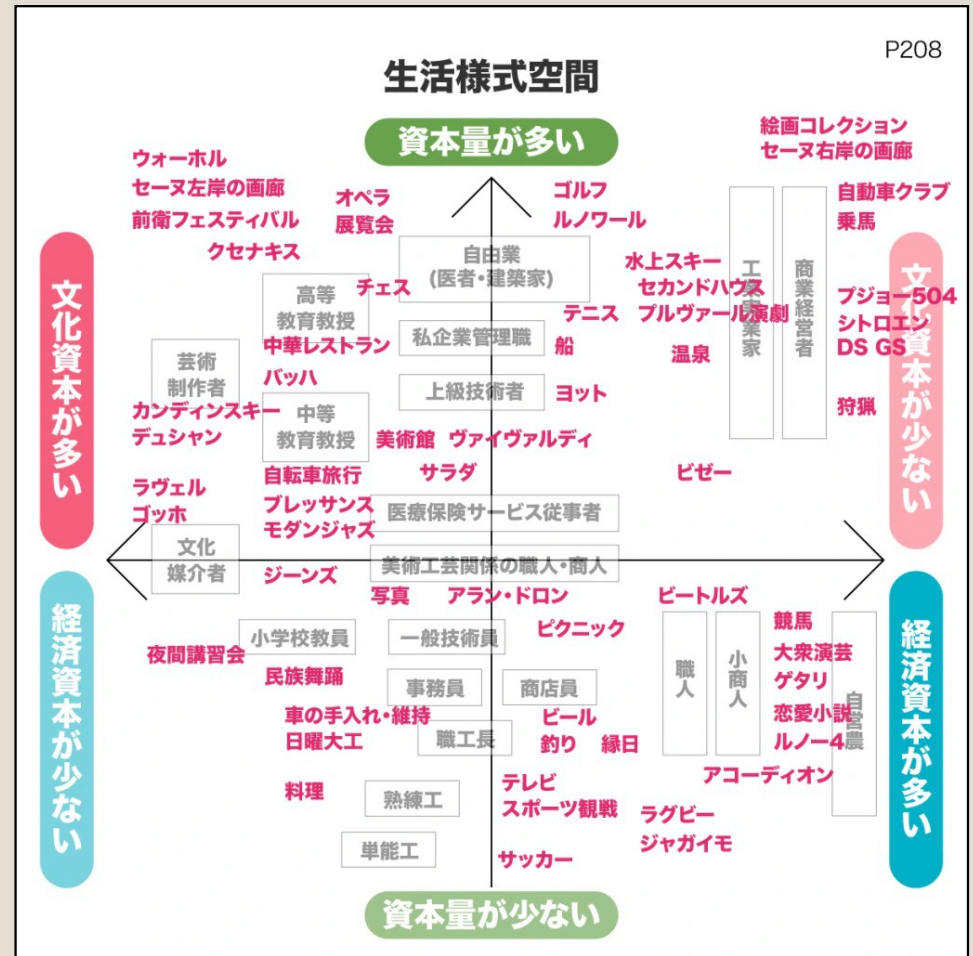 P208
生活様式空間
資本量が多い
絵画コレクション
セーヌ右岸の画廊
ウォーホル
セーヌ左岸の画廊
前衛フェスティバル
クセナキス
オペラ
展覧会
ゴルフ
ルノワール
自動車クラブ
乗馬
自由業
(医者・建築家)
水上スキー
セカンドハウス
プルヴァール演劇
工業実業家
商業経営者
プジョー504
シトロエン
DS GS
高等
教育教授
チェス
テニス
私企業管理職
船
温泉
中華レストラン
芸術
制作者
バッハ
上級技術者
ヨット
狩猟
カンディンスキー
デュシャン
中等
教育教授
美術館
ヴァイヴァルディ
自転車旅行
サラダ
ビゼー
ラヴェル
ゴッホ
ブレッサンス
モダンジャズ
医療保険サービス従事者
文化
媒介者
美術工芸関係の職人・商人
ジーンズ
写真
アラン・ドロン
ビートルズ
文化資本が多い
文化資本が少ない
経済資本が少ない
経済資本が多い
夜間講習会
小学校教員
一般技術員
ピクニック
職人
小商人
競馬
大衆演芸
ゲタリ
恋愛小説
ルノー4
自営農
民族舞踊
事務員
商店員
車の手入れ・維持
日曜大工
職工長
ビール
釣り
縁日
アコーディオン
料理
熟練工
テレビ
スポーツ観戦
ラグビー
ジャガイモ
単能工
サッカー
資本量が少ない